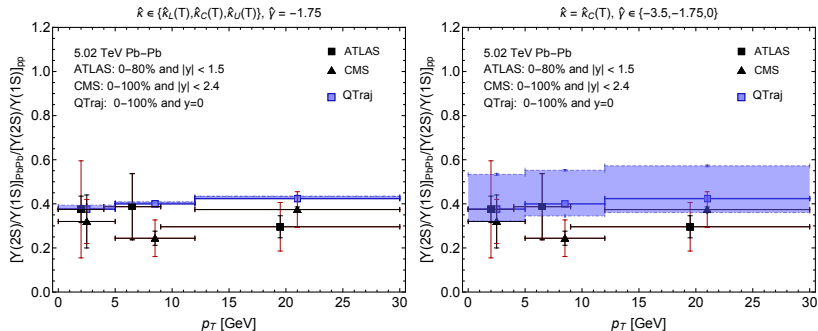 κ̂ ∈ {κ̂_L(T),κ̂_C(T),κ̂_U(T)}, γ̂ = −1.75
5.02 TeV Pb−Pb
ATLAS: 0−80% and |y| < 1.5
CMS: 0−100% and |y| < 2.4
QTraj: 0−100% and y=0
ATLAS
CMS
QTraj
[Υ(2S)/Υ(1S)]_PbPb/[Υ(2S)/Υ(1S)]_pp
1.2
1.0
0.8
0.6
0.4
0.2
0.0
0 5 10 15 20 25 30
p_T [GeV]
κ̂ = κ̂_C(T), γ̂ ∈ {−3.5,−1.75,0}
5.02 TeV Pb−Pb
ATLAS: 0−80% and |y| < 1.5
CMS: 0−100% and |y| < 2.4
QTraj: 0−100% and y=0
ATLAS
CMS
QTraj
[Υ(2S)/Υ(1S)]_PbPb/[Υ(2S)/Υ(1S)]_pp
1.2
1.0
0.8
0.6
0.4
0.2
0.0
0 5 10 15 20 25 30
p_T [GeV]